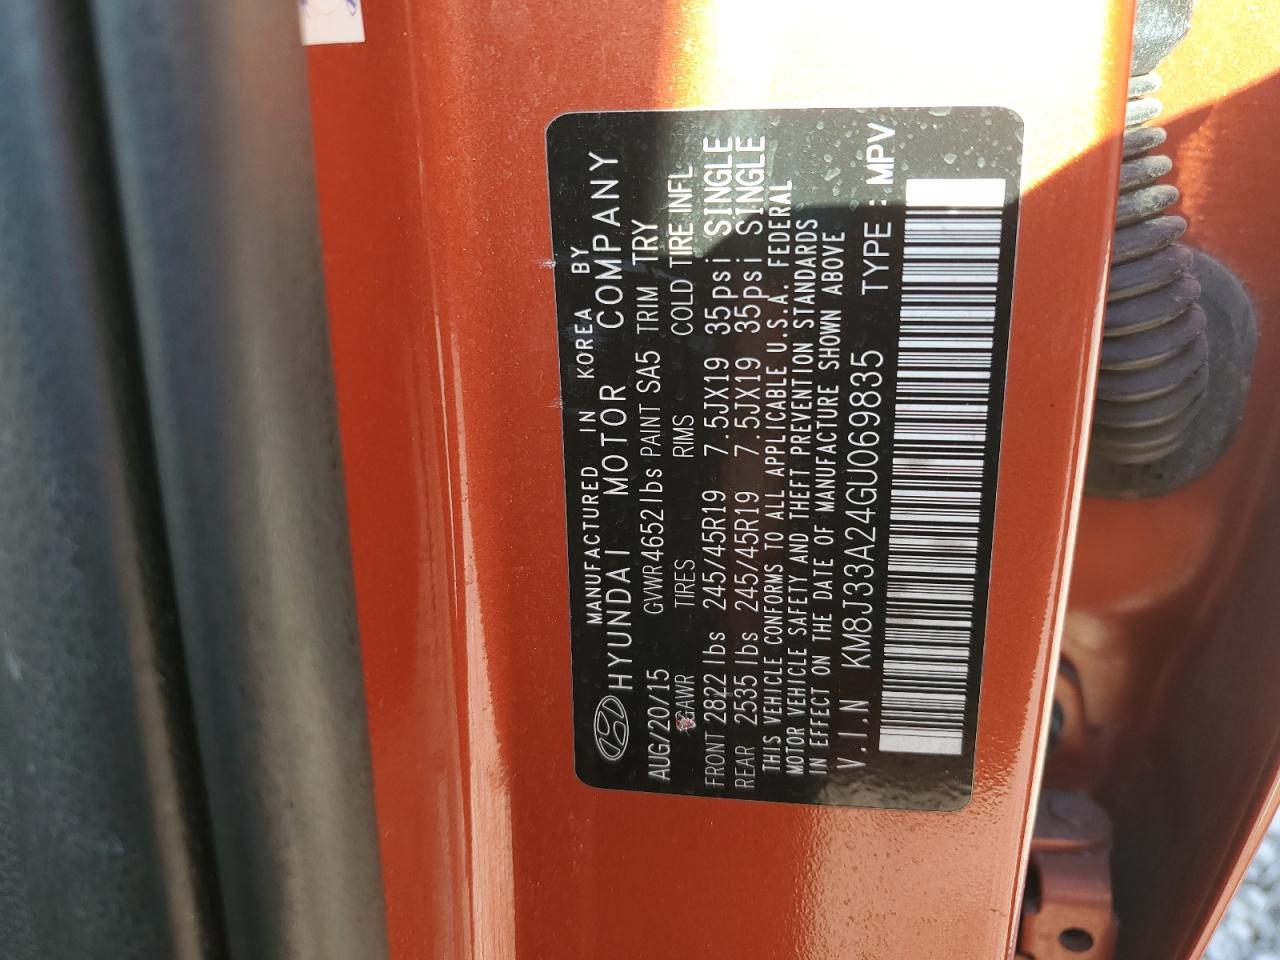 MANUFACTURED IN KOREA BY
HYUNDAI MOTOR COMPANY
AUG/20/15 GVWR 4652 lbs PAINT SA5 TRIM TRY
GAWR TIRES RIMS COLD TIRE INFL
FRONT 2822 lbs 245/45R19 7.5JX19 35psi SINGLE
REAR 2535 lbs 245/45R19 7.5JX19 35psi SINGLE
THIS VEHICLE CONFORMS TO ALL APPLICABLE U.S.A. FEDERAL
MOTOR VEHICLE SAFETY AND THEFT PREVENTION STANDARDS
IN EFFECT ON THE DATE OF MANUFACTURE SHOWN ABOVE
V.I.N KM8J33A24GU069835 TYPE : MPV